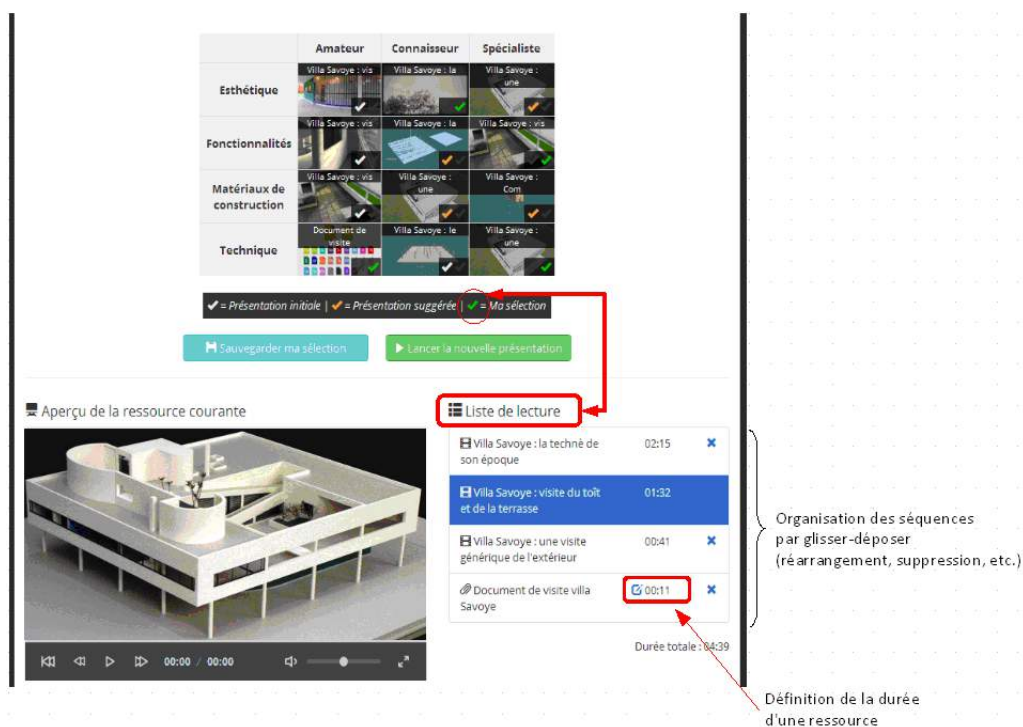 Amateur Connaisseur Spécialiste
Villa Savoye : vis Villa Savoye : la Villa Savoye : une
Esthétique
Villa Savoye : vis Villa Savoye : la Villa Savoye : vis
Fonctionnalités
Villa Savoye : vis Villa Savoye : une Villa Savoye : Com
Matériaux de
construction
Document de visite Villa Savoye : le Villa Savoye : une
Technique
= Présentation initiale | = Présentation suggérée | = Ma sélection
Sauvegarder ma sélection Lancer la nouvelle présentation
Aperçu de la ressource courante
Liste de lecture
Villa Savoye : la technè de 02:15
son époque
Villa Savoye : visite du toît 01:32
et de la terrasse
Villa Savoye : une visite 00:41
générique de l'extérieur
Document de visite villa 00:11
Savoye
Durée totale : 04:39
00:00 / 00:00
Organisation des séquences
par glisser-déposer
(réarrangement, suppression, etc.)
Définition de la durée
d'une ressource